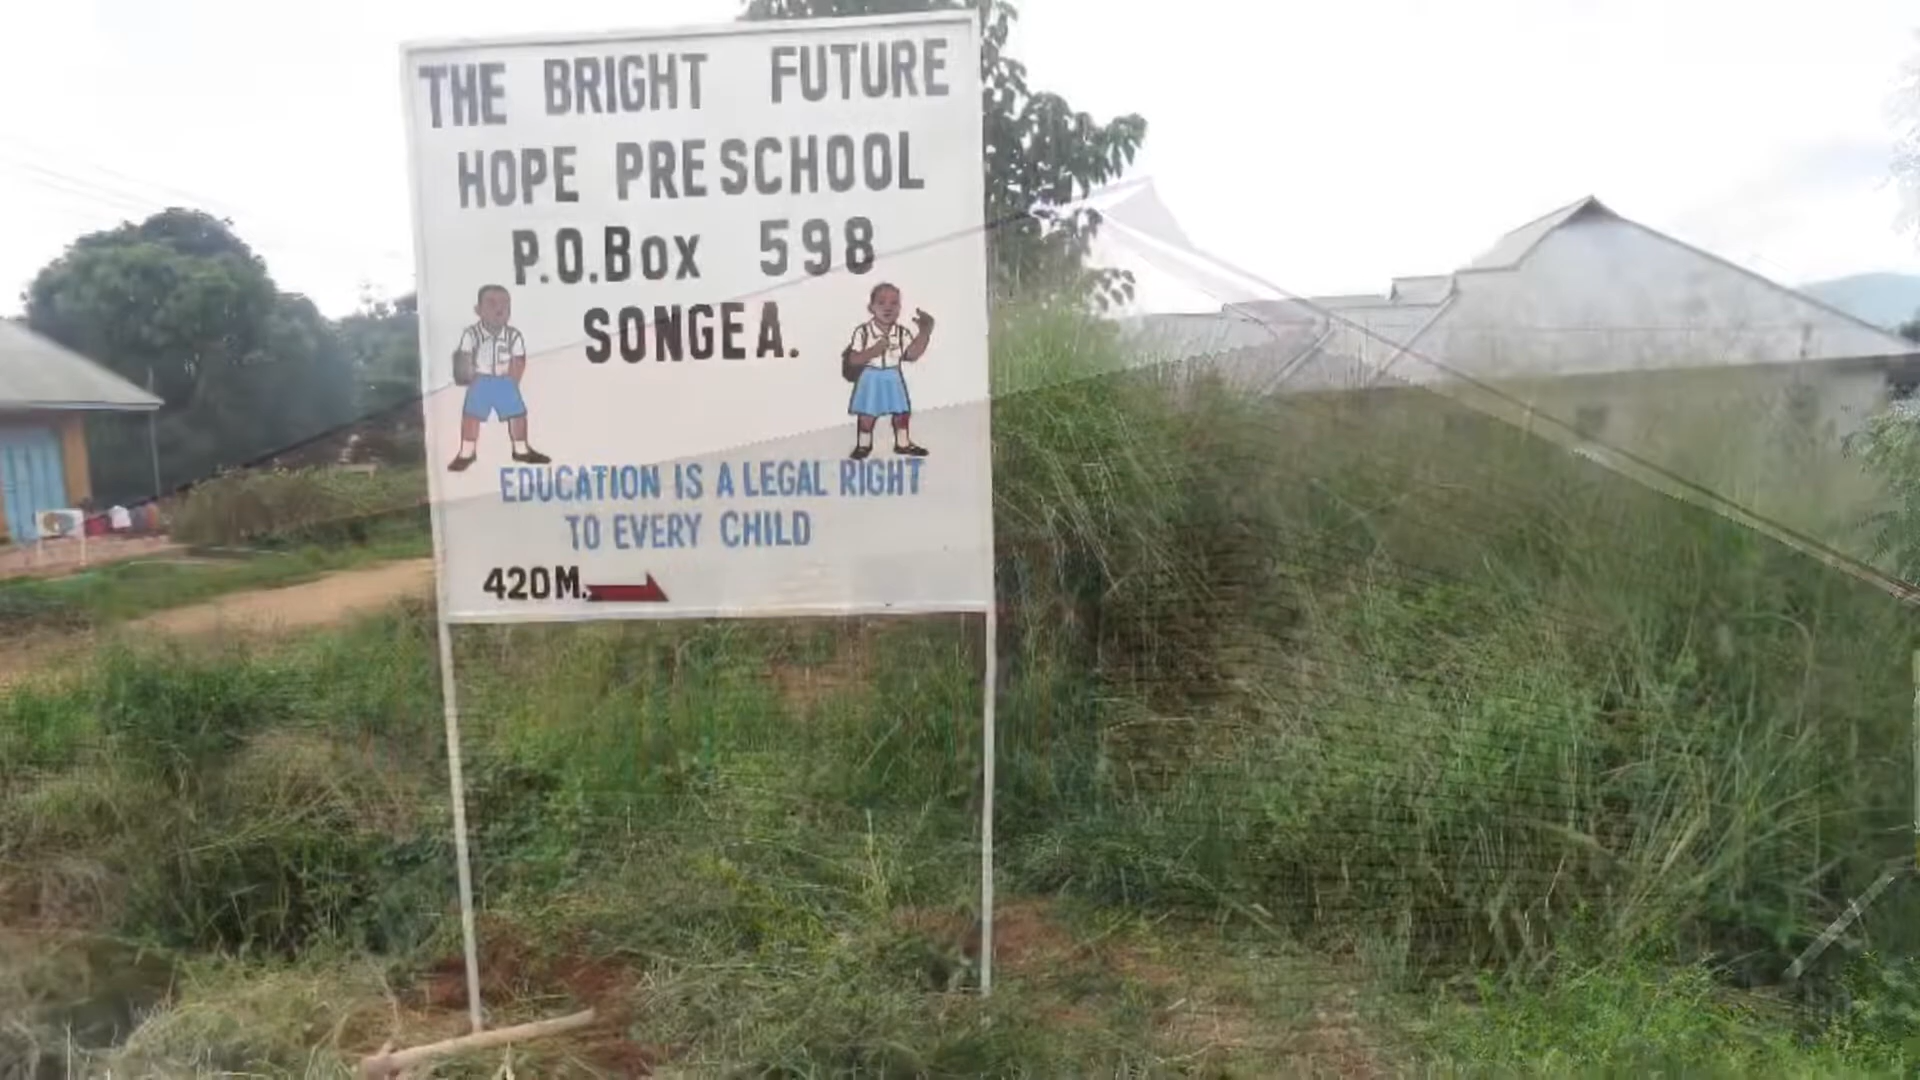 THE BRIGHT FUTURE
HOPE PRE SCHOOL
P.O.Box 598
SONGEA.
EDUCATION IS A LEGAL RIGHT
TO EVERY CHILD
420M.